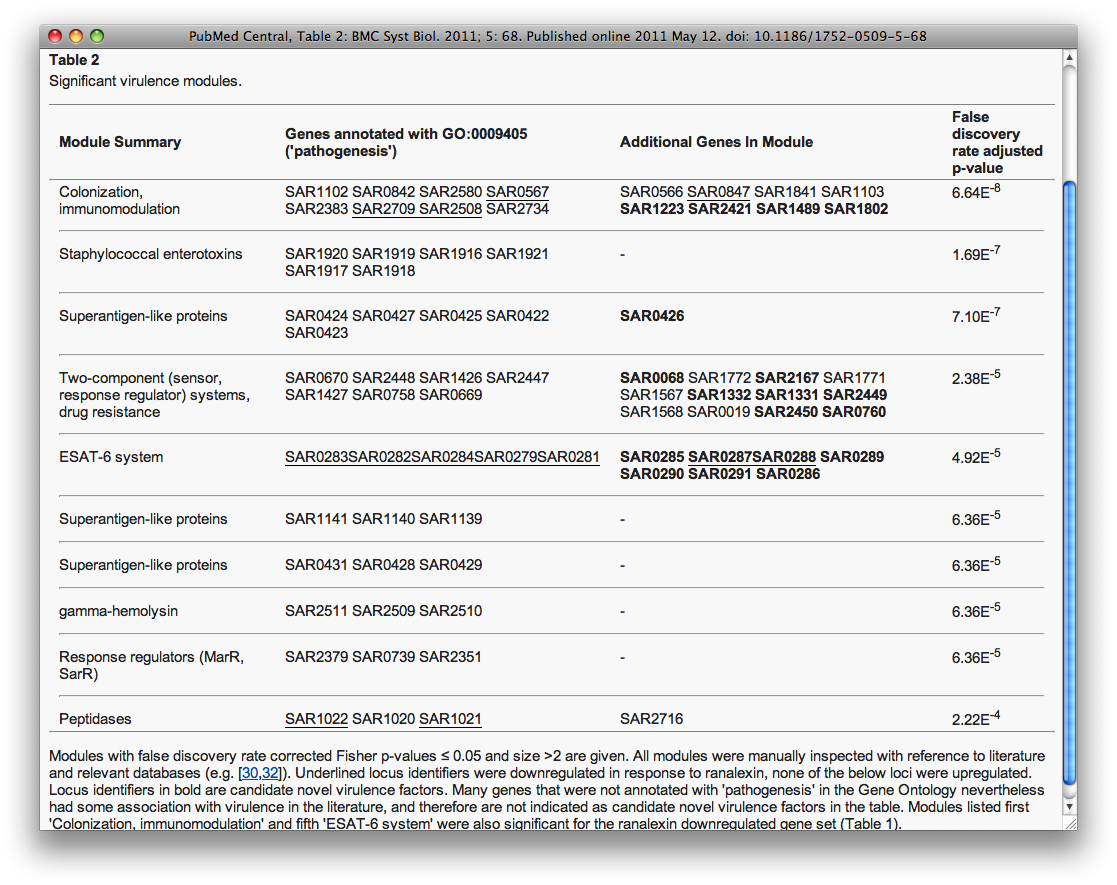 PubMed Central, Table 2: BMC Syst Biol. 2011; 5: 68. Published online 2011 May 12. doi: 10.1186/1752-0509-5-68
Table 2
Significant virulence modules.
Module Summary
Genes annotated with GO:0009405
('pathogenesis')
Additional Genes In Module
False
discovery
rate adjusted
p-value
Colonization,
immunomodulation
SAR1102 SAR0842 SAR2580 SAR0567
SAR2383 SAR2709 SAR2508 SAR2734
SAR0566 SAR0847 SAR1841 SAR1103
SAR1223 SAR2421 SAR1489 SAR1802
6.64E-8
Staphylococcal enterotoxins
SAR1920 SAR1919 SAR1916 SAR1921
SAR1917 SAR1918
-
1.69E-7
Superantigen-like proteins
SAR0424 SAR0427 SAR0425 SAR0422
SAR0423
SAR0426
7.10E-7
Two-component (sensor,
response regulator) systems,
drug resistance
SAR0670 SAR2448 SAR1426 SAR2447
SAR1427 SAR0758 SAR0669
SAR0068 SAR1772 SAR2167 SAR1771
SAR1567 SAR1332 SAR1331 SAR2449
SAR1568 SAR0019 SAR2450 SAR0760
2.38E-5
ESAT-6 system
SAR0283SAR0282SAR0284SAR0279SAR0281
SAR0285 SAR0287SAR0288 SAR0289
SAR0290 SAR0291 SAR0286
4.92E-5
Superantigen-like proteins
SAR1141 SAR1140 SAR1139
-
6.36E-5
Superantigen-like proteins
SAR0431 SAR0428 SAR0429
-
6.36E-5
gamma-hemolysin
SAR2511 SAR2509 SAR2510
-
6.36E-5
Response regulators (MarR,
SarR)
SAR2379 SAR0739 SAR2351
-
6.36E-5
Peptidases
SAR1022 SAR1020 SAR1021
SAR2716
2.22E-4
Modules with false discovery rate corrected Fisher p-values ≤ 0.05 and size >2 are given. All modules were manually inspected with reference to literature
and relevant databases (e.g. [30,32]). Underlined locus identifiers were downregulated in response to ranalexin, none of the below loci were upregulated.
Locus identifiers in bold are candidate novel virulence factors. Many genes that were not annotated with 'pathogenesis' in the Gene Ontology nevertheless
had some association with virulence in the literature, and therefore are not indicated as candidate novel virulence factors in the table. Modules listed first
'Colonization, immunomodulation' and fifth 'ESAT-6 system' were also significant for the ranalexin downregulated gene set (Table 1).